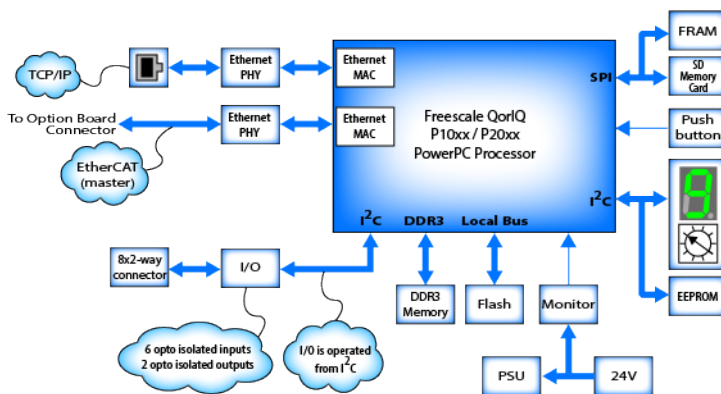 TCP/IP
Ethernet
PHY
Ethernet
MAC
To Option Board
Connector
EtherCAT
(master)
Ethernet
PHY
Ethernet
MAC
Freescale QorIQ
P10xx / P20xx
PowerPC Processor
SPI
FRAM
SD
Memory
Card
Push
button
I²C
9
EEPROM
I²C
DDR3
Local Bus
8x2-way
connector
I/O
6 opto isolated inputs
2 opto isolated outputs
I/O is operated
from I²C
DDR3
Memory
Flash
Monitor
PSU
24V